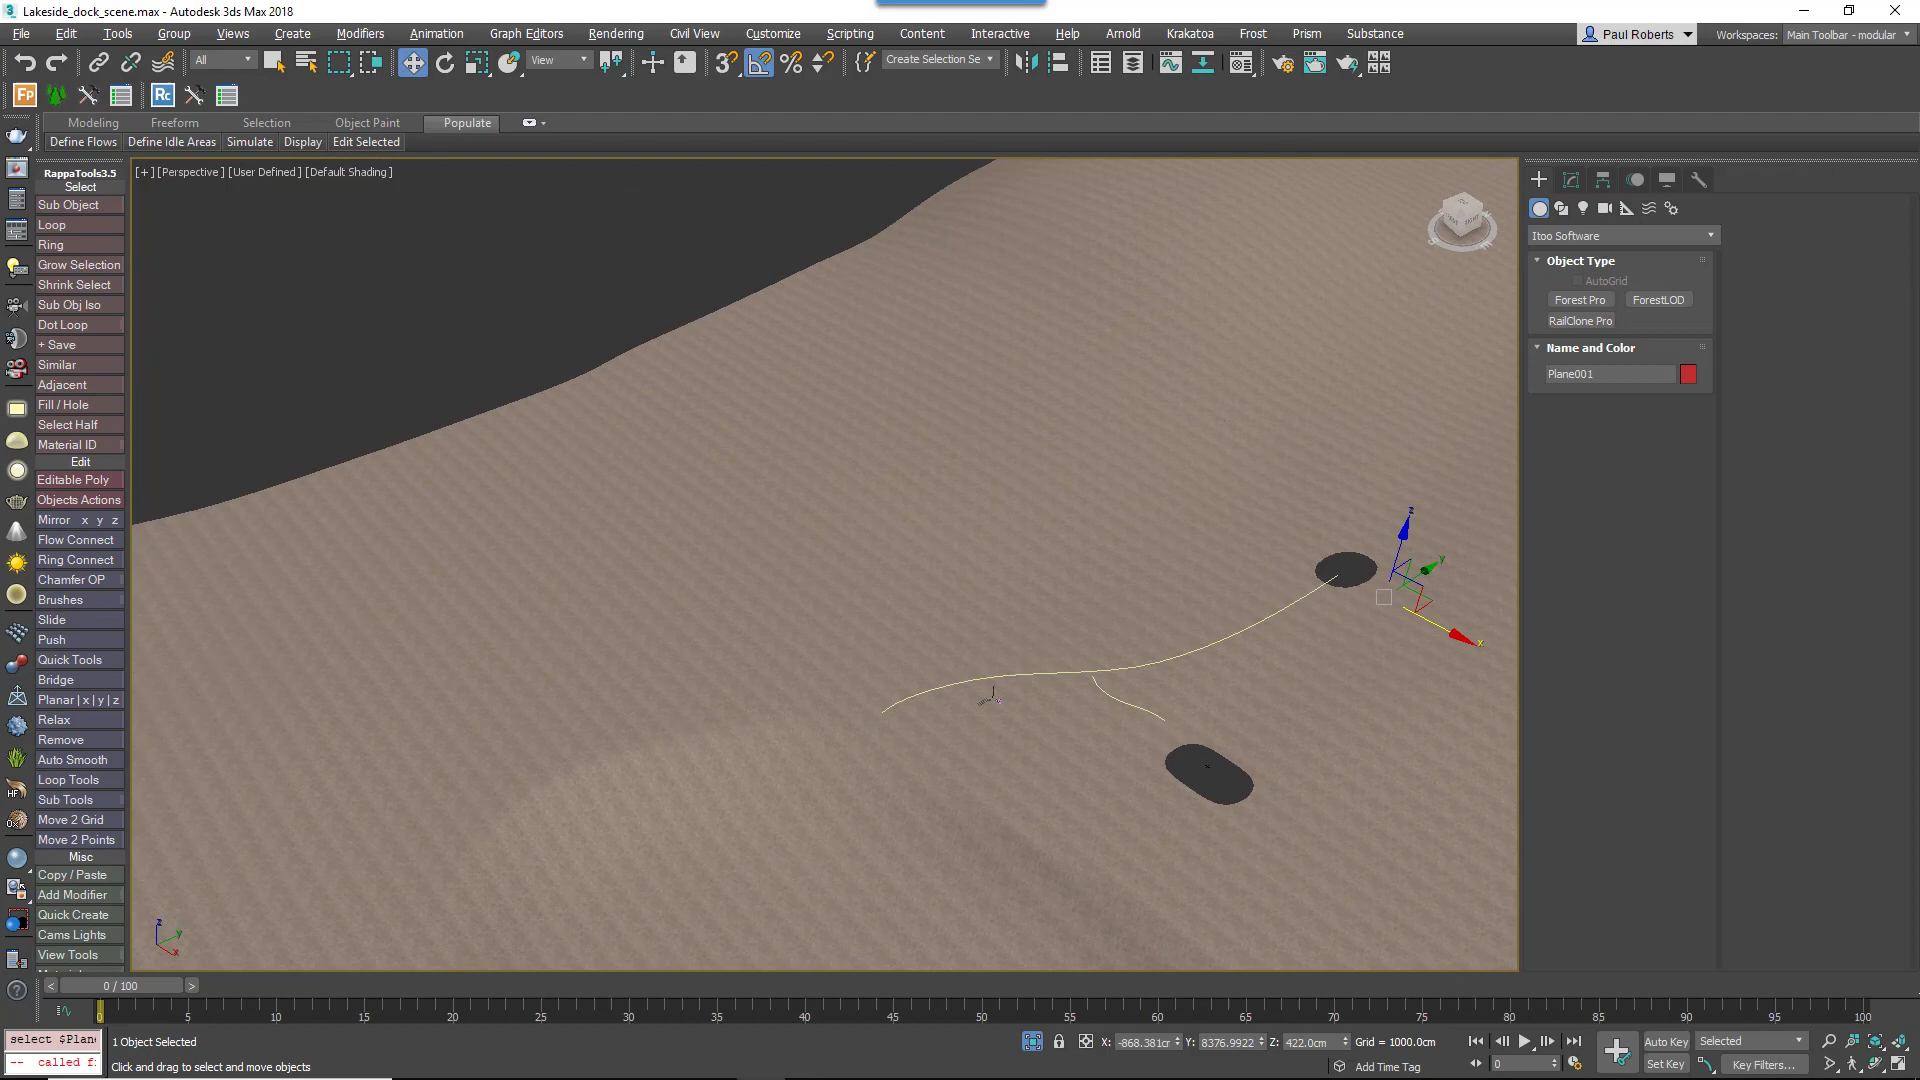 Lakeside_dock_scene.max - Autodesk 3ds Max 2018
File Edit Tools Group Views Create Modifiers Animation Graph Editors Rendering Civil View Customize Scripting Content Interactive Help Arnold Krakatoa Frost Prism Substance
Paul Roberts Workspaces: Main Toolbar - modular
All View Create Selection Se
Modeling Freeform Selection Object Paint Populate
Define Flows Define Idle Areas Simulate Display Edit Selected
[+] [Perspective] [User Defined] [Default Shading]
RappaTools3.5
Select
Sub Object
Loop
Ring
Grow Selection
Shrink Select
Sub Obj Iso
Dot Loop
+ Save
Similar
Adjacent
Fill / Hole
Select Half
Material ID
Edit
Editable Poly
Objects Actions
Mirror x y z
Flow Connect
Ring Connect
Chamfer OP
Brushes
Slide
Push
Quick Tools
Bridge
Planar | x | y | z
Relax
Remove
Auto Smooth
Loop Tools
Sub Tools
Move 2 Grid
Move 2 Points
Misc
Copy / Paste
Add Modifier
Quick Create
Cams Lights
View Tools
Itoo Software
Object Type
AutoGrid
Forest Pro ForestLOD
RailClone Pro
Name and Color
Plane001
z
y
x
z
y
x
< 0 / 100 >
0 5 10 15 20 25 30 35 40 45 50 55 60 65 70 75 80 85 90 95 100
select $Plan
-- called f
1 Object Selected
Click and drag to select and move objects
X: -868.381cr Y: 8376.9922 Z: 422.0cm Grid = 1000.0cm
Add Time Tag
0
Auto Key Selected
Set Key Key Filters...